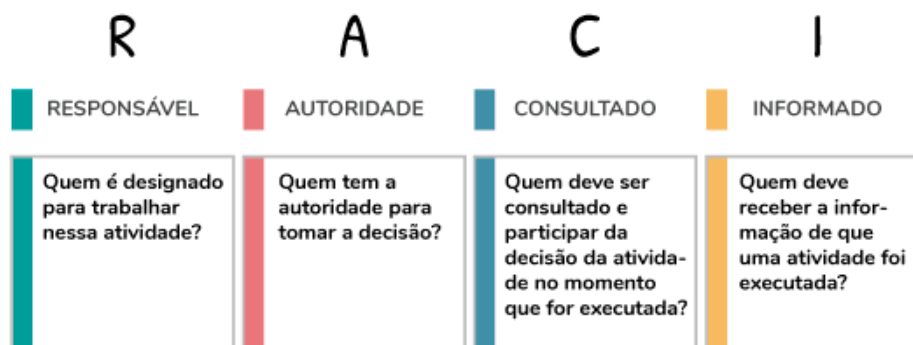 R A C I
RESPONSÁVEL AUTORIDADE CONSULTADO INFORMADO
Quem é designado
para trabalhar
nessa atividade?
Quem tem a
autoridade para
tomar a decisão?
Quem deve ser
consultado e
participar da
decisão da ativida-
de no momento
que for executada?
Quem deve
receber a infor-
mação de que
uma atividade foi
executada?